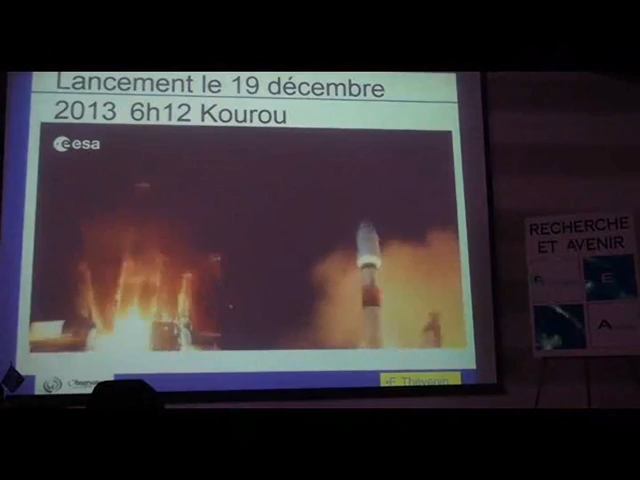 Lancement le 19 décembre
2013 6h12 Kourou
esa
RECHERCHE
ET AVENIR
E
A
F. Thévenin